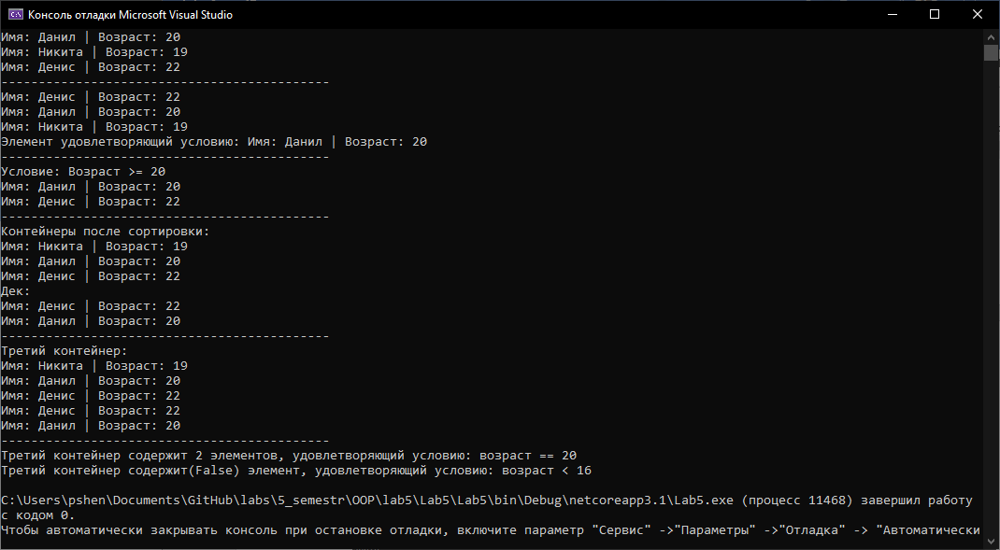 Консоль отладки Microsoft Visual Studio
Имя: Данил | Возраст: 20
Имя: Никита | Возраст: 19
Имя: Денис | Возраст: 22
--------------------------------------------
Имя: Денис | Возраст: 22
Имя: Данил | Возраст: 20
Имя: Никита | Возраст: 19
Элемент удовлетворяющий условию: Имя: Данил | Возраст: 20
--------------------------------------------
Условие: Возраст >= 20
Имя: Данил | Возраст: 20
Имя: Денис | Возраст: 22
--------------------------------------------
Контейнеры после сортировки:
Имя: Никита | Возраст: 19
Имя: Данил | Возраст: 20
Имя: Денис | Возраст: 22
Дек:
Имя: Денис | Возраст: 22
Имя: Данил | Возраст: 20
--------------------------------------------
Третий контейнер:
Имя: Никита | Возраст: 19
Имя: Данил | Возраст: 20
Имя: Денис | Возраст: 22
Имя: Денис | Возраст: 22
Имя: Данил | Возраст: 20
--------------------------------------------
Третий контейнер содержит 2 элементов, удовлетворяющий условию: возраст == 20
Третий контейнер содержит(False) элемент, удовлетворяющий условию: возраст < 16
C:\Users\pshen\Documents\GitHub\labs\5_semestr\OOP\lab5\Lab5\Lab5\bin\Debug\netcoreapp3.1\Lab5.exe (процесс 11468) завершил работу
с кодом 0.
Чтобы автоматически закрывать консоль при остановке отладки, включите параметр "Сервис" ->"Параметры" ->"Отладка" -> "Автоматически